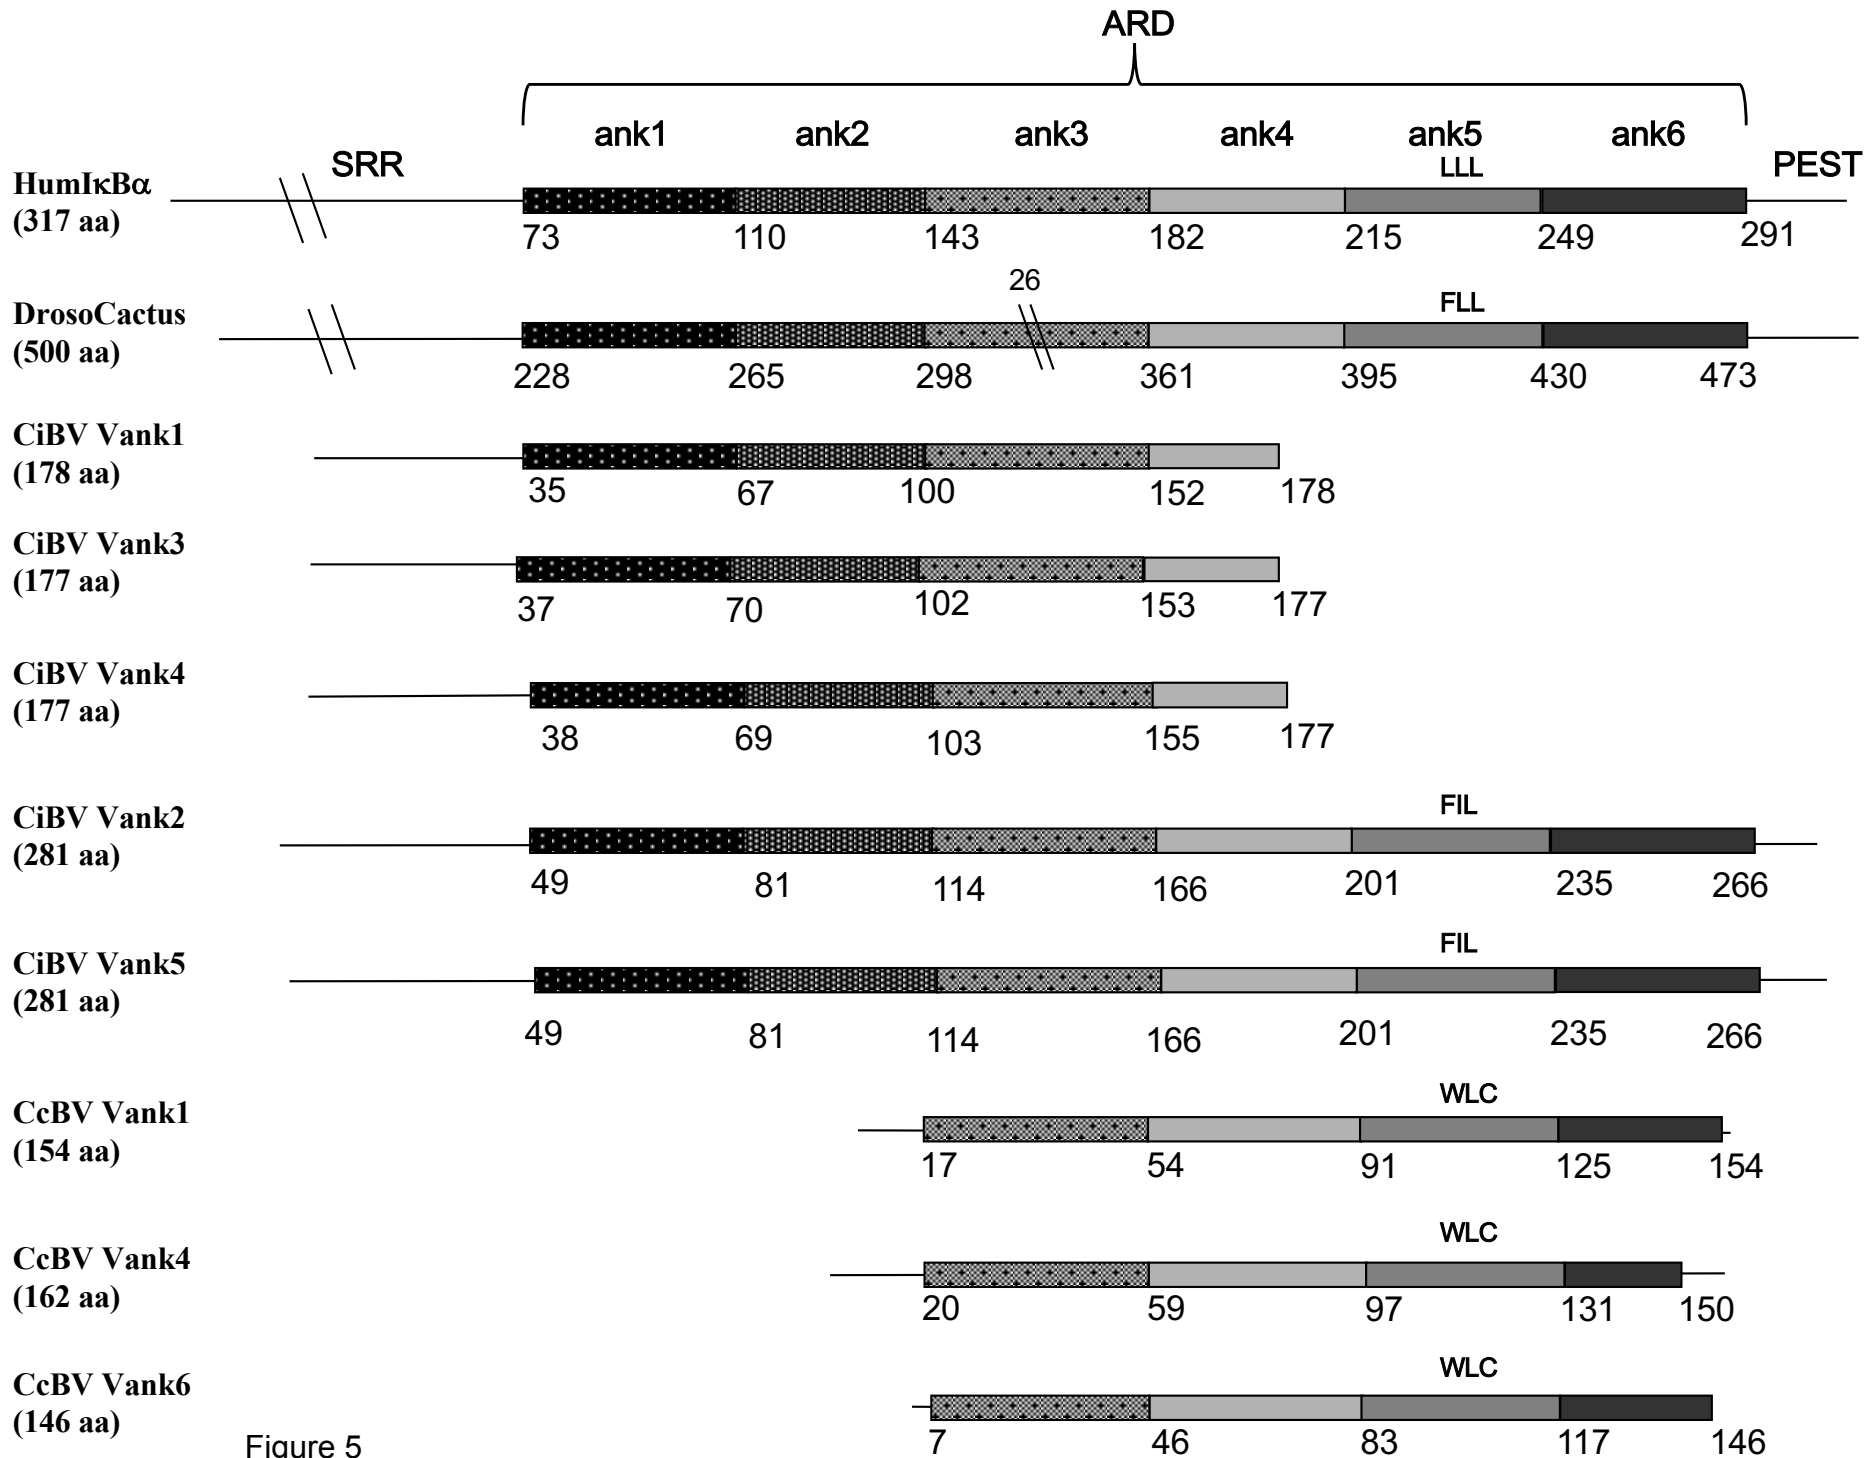 ARD
ank1 ank2 ank3 ank4 ank5 ank6
SRR LLL PEST
HumIκBα
(317 aa)
73 110 143 182 215 249 291
26
DrosoCactus FLL
(500 aa)
228 265 298 361 395 430 473
CiBV Vank1
(178 aa)
35 67 100 152 178
CiBV Vank3
(177 aa)
37 70 102 153 177
CiBV Vank4
(177 aa)
38 69 103 155 177
CiBV Vank2 FIL
(281 aa)
49 81 114 166 201 235 266
CiBV Vank5 FIL
(281 aa)
49 81 114 166 201 235 266
CcBV Vank1 WLC
(154 aa)
17 54 91 125 154
CcBV Vank4 WLC
(162 aa)
20 59 97 131 150
CcBV Vank6 WLC
(146 aa)
7 46 83 117 146
Figure 5